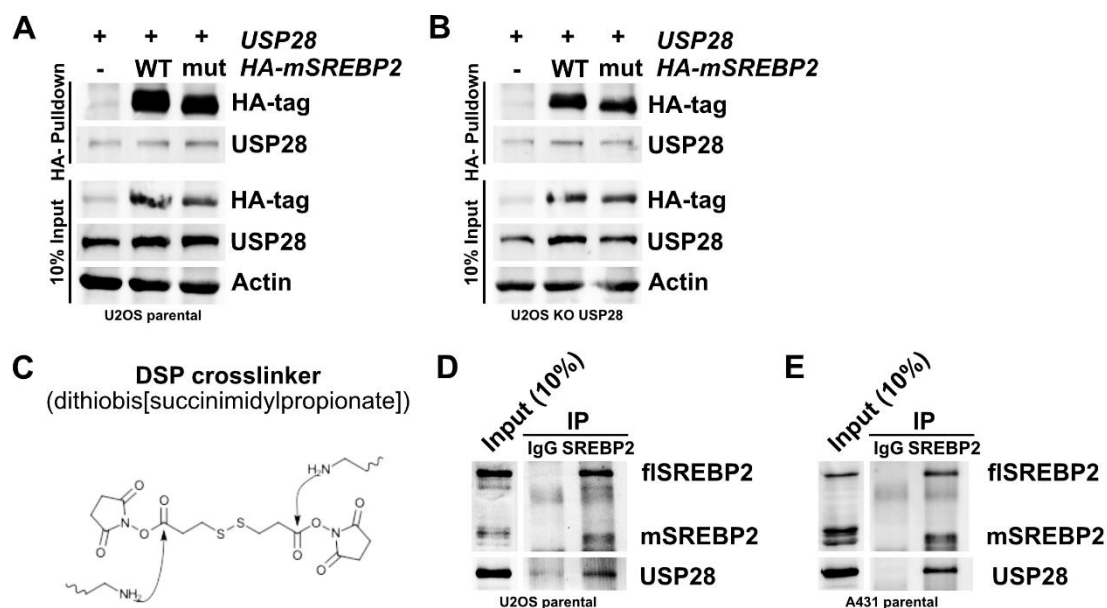 A
+ + + USP28
- WT mut HA-mSREBP2
HA- Pulldown
HA-tag
USP28
10% Input
HA-tag
USP28
Actin
U2OS parental
B
+ + + USP28
- WT mut HA-mSREBP2
HA- Pulldown
HA-tag
USP28
10% Input
HA-tag
USP28
Actin
U2OS KO USP28
C
DSP crosslinker
(dithiobis[succinimidylpropionate])
H₂N
O
O
N
O
O
S
S
O
O
N
O
O
NH₂
D
Input (10%)
IP
IgG SREBP2
flSREBP2
mSREBP2
USP28
U2OS parental
E
Input (10%)
IP
IgG SREBP2
flSREBP2
mSREBP2
USP28
A431 parental